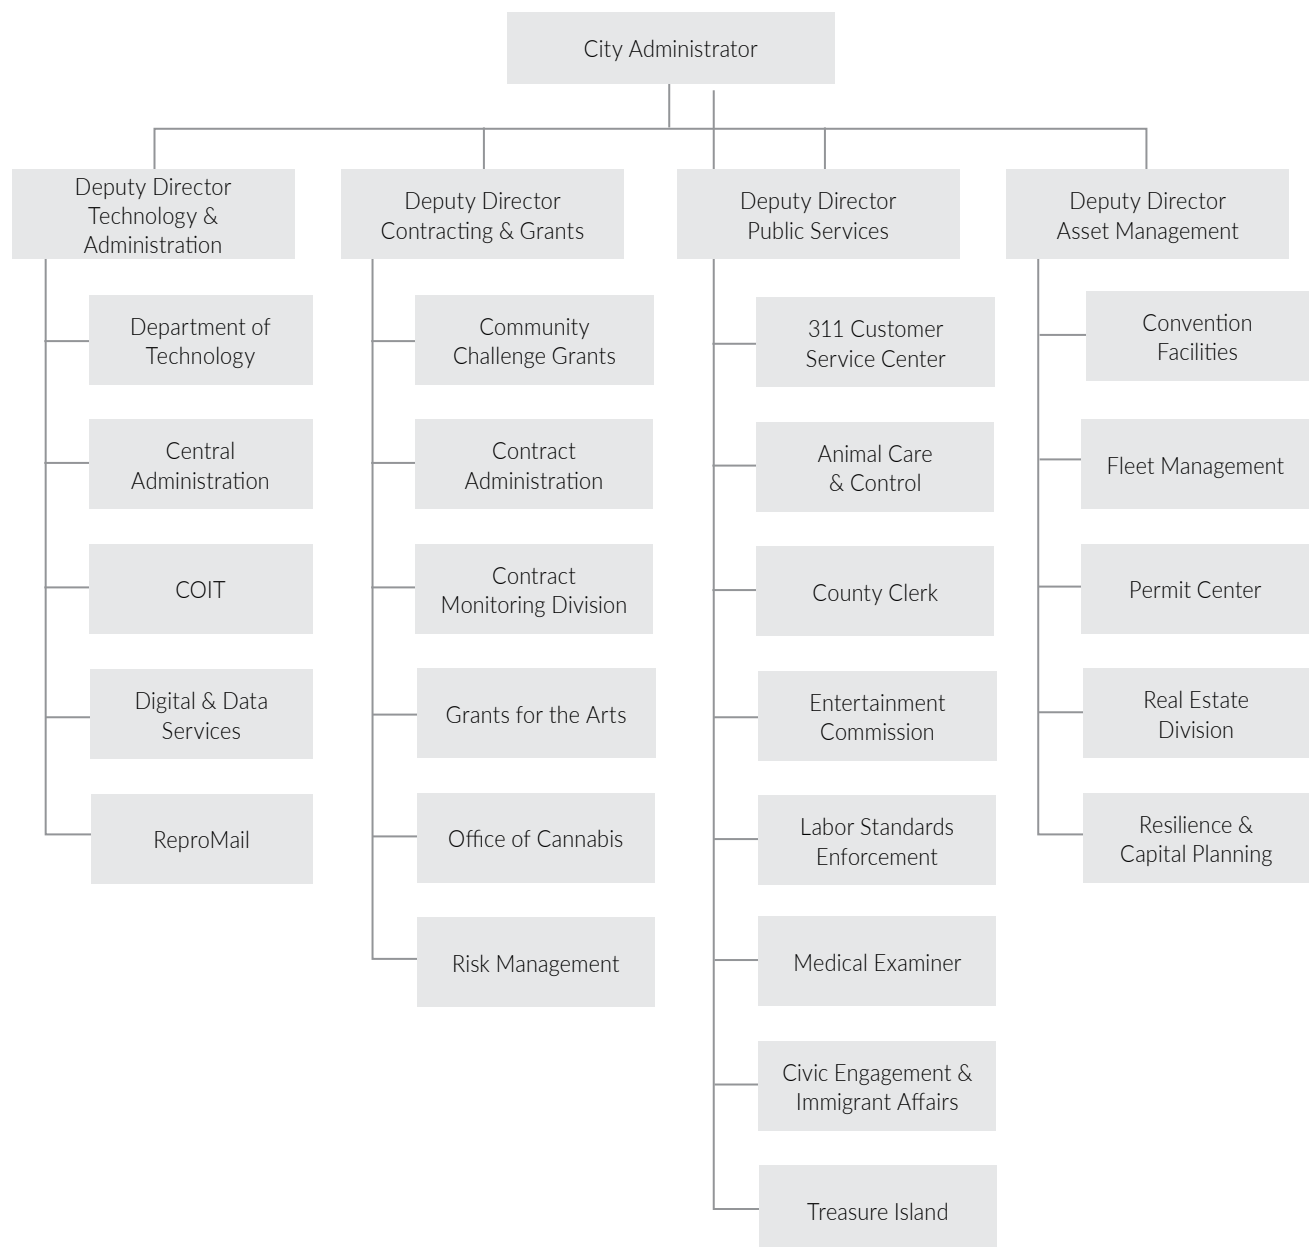 City Administrator
Deputy Director
Technology &
Administration
Department of
Technology
Central
Administration
COIT
Digital & Data
Services
ReproMail
Deputy Director
Contracting & Grants
Community
Challenge Grants
Contract
Administration
Contract
Monitoring Division
Grants for the Arts
Office of Cannabis
Risk Management
Deputy Director
Public Services
311 Customer
Service Center
Animal Care
& Control
County Clerk
Entertainment
Commission
Labor Standards
Enforcement
Medical Examiner
Civic Engagement &
Immigrant Affairs
Treasure Island
Deputy Director
Asset Management
Convention
Facilities
Fleet Management
Permit Center
Real Estate
Division
Resilience &
Capital Planning